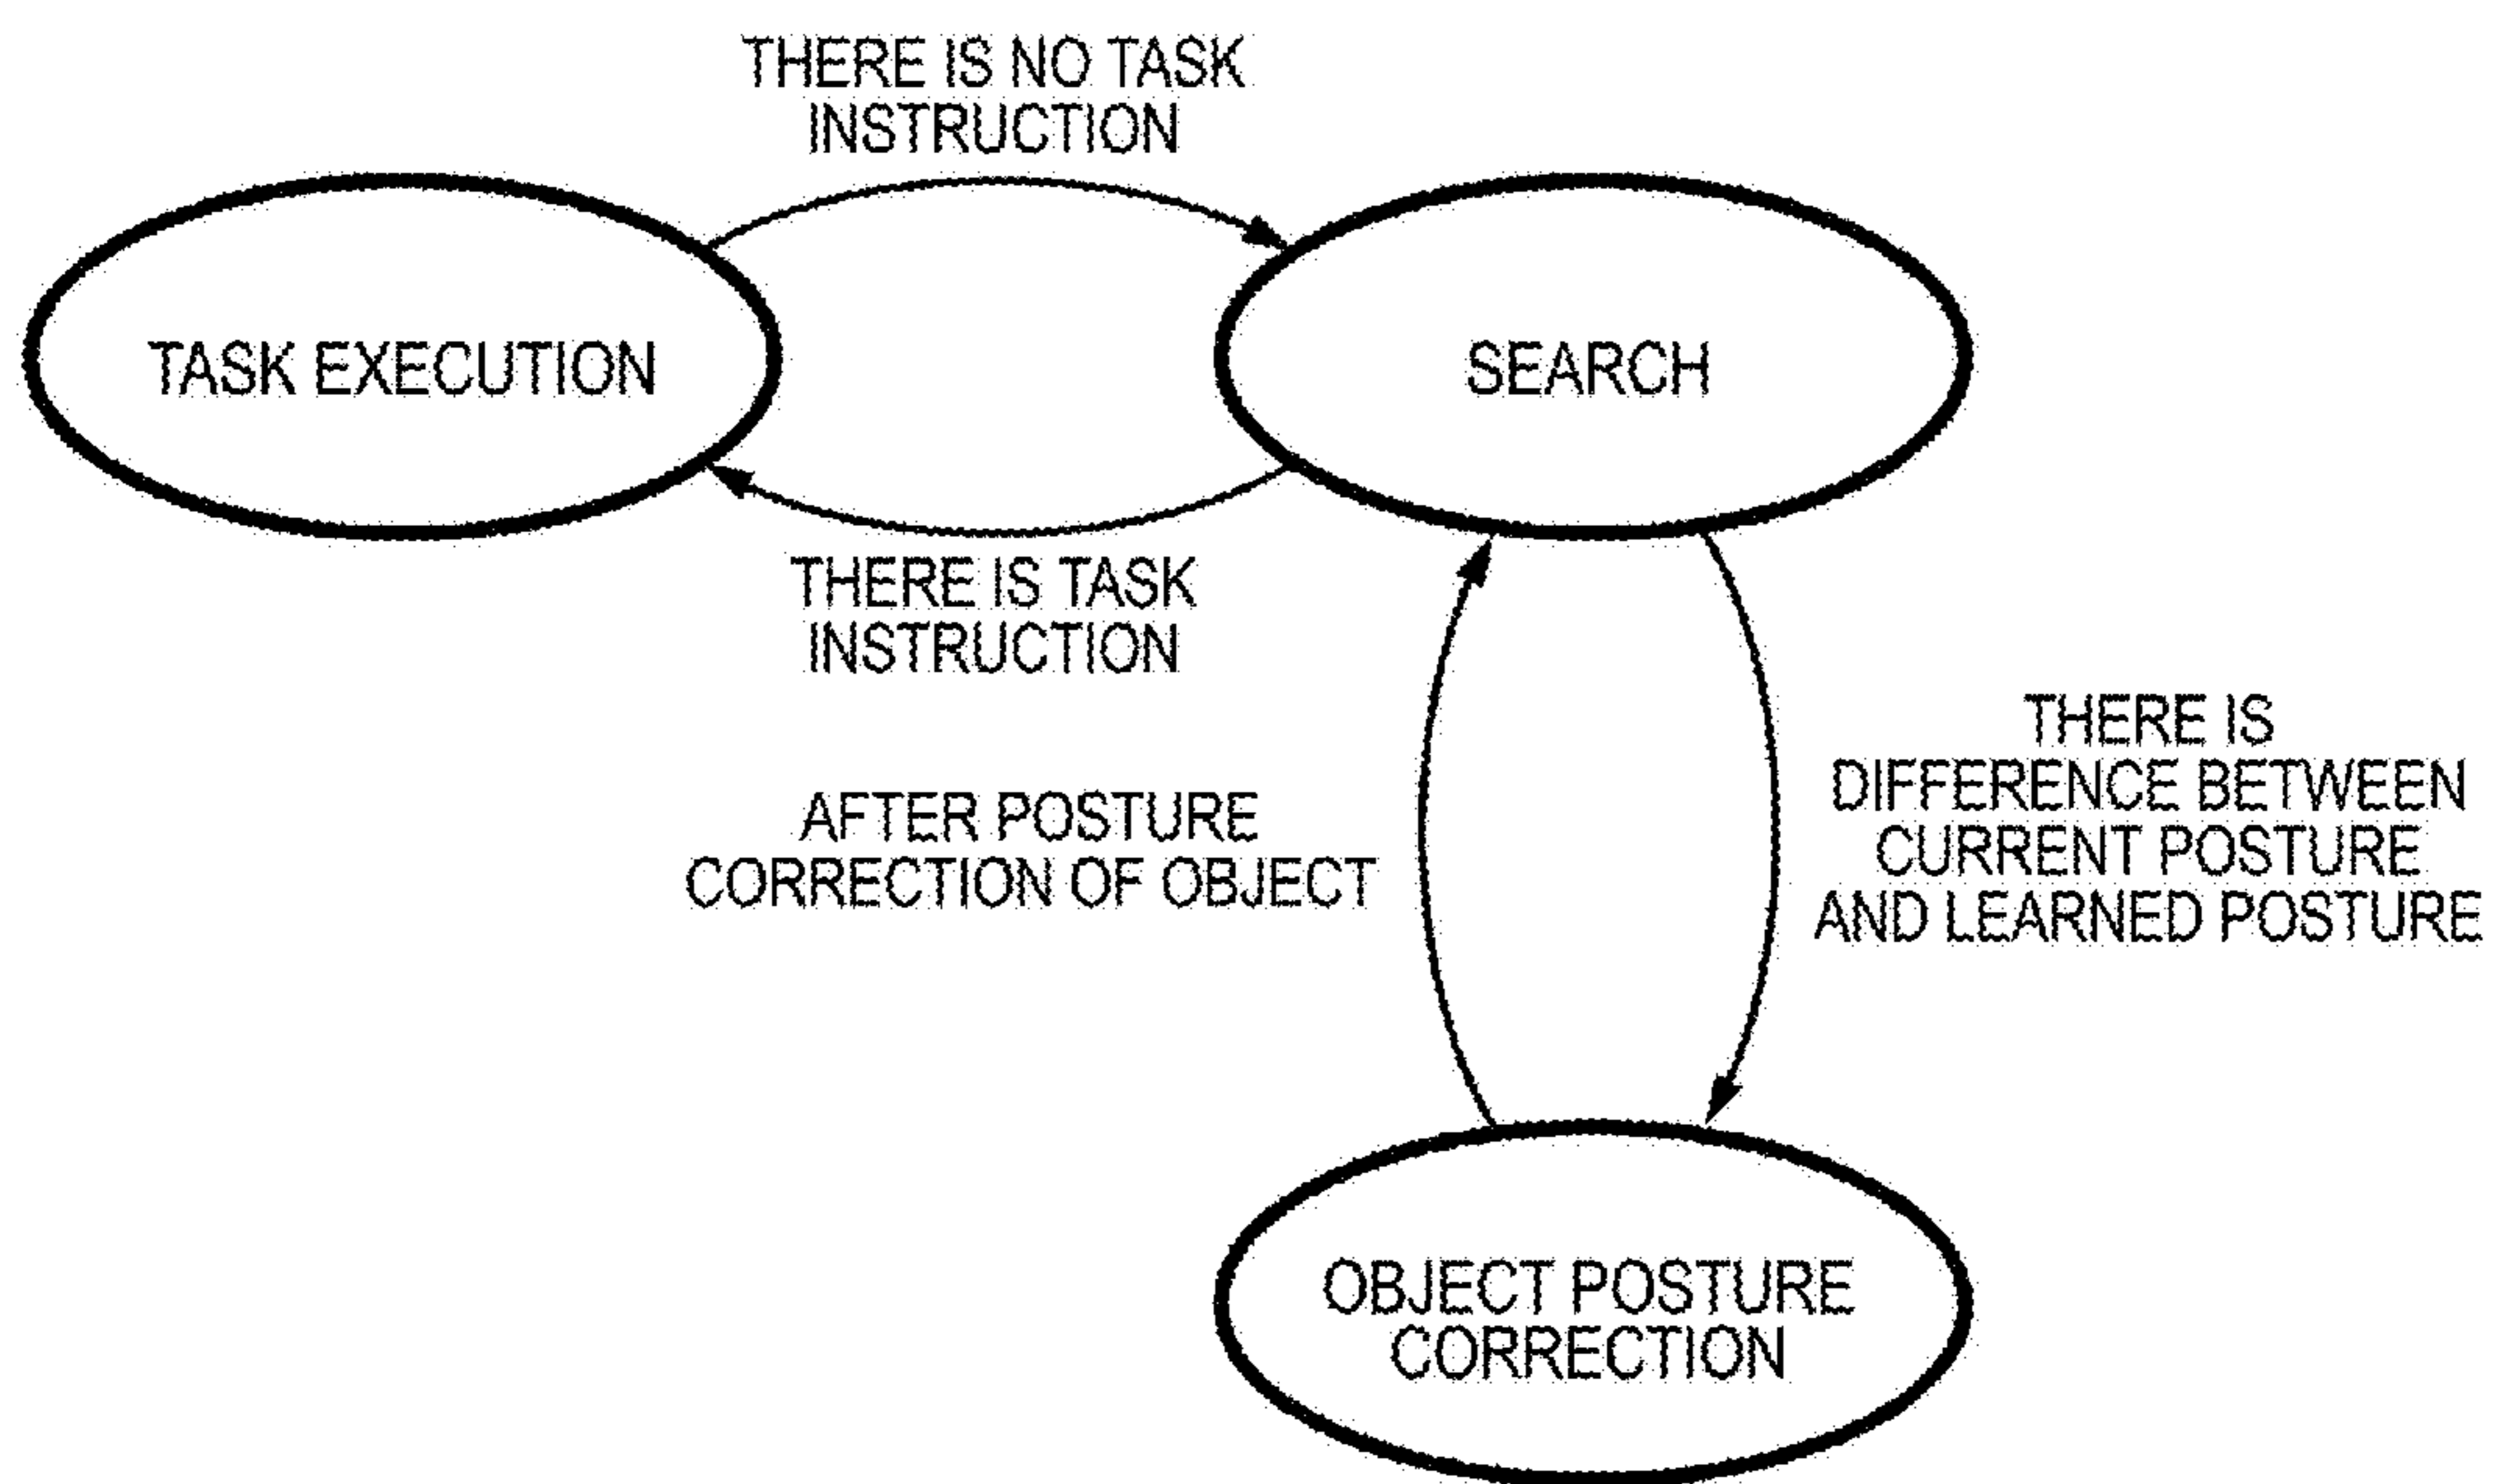 THERE IS NO TASK
INSTRUCTION
TASK EXECUTION
SEARCH
THERE IS TASK
INSTRUCTION
THERE IS
DIFFERENCE BETWEEN
CURRENT POSTURE
AND LEARNED POSTURE
AFTER POSTURE
CORRECTION OF OBJECT
OBJECT POSTURE
CORRECTION